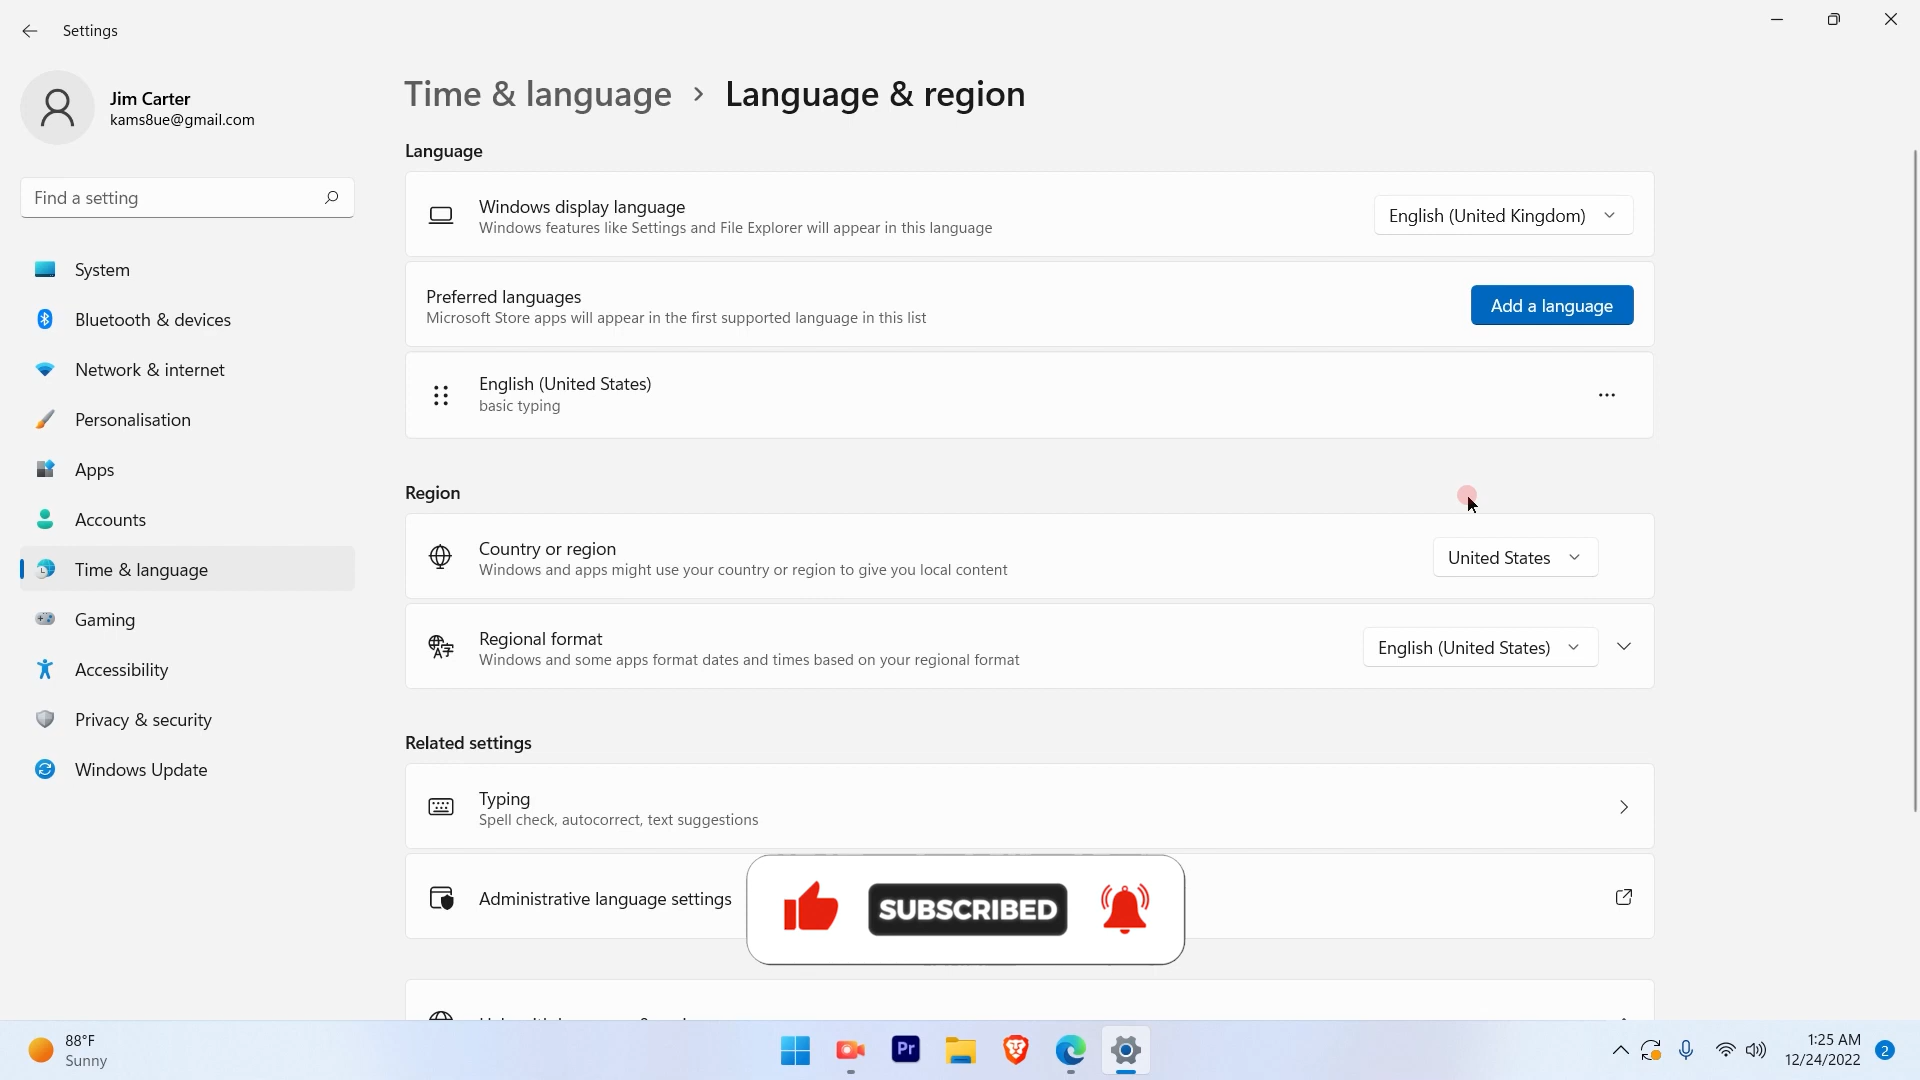 Settings
Jim Carter
kams8ue@gmail.com
Find a setting
System
Bluetooth & devices
Network & internet
Personalisation
Apps
Accounts
Time & language
Gaming
Accessibility
Privacy & security
Windows Update
Time & language > Language & region
Language
Windows display language
Windows features like Settings and File Explorer will appear in this language
English (United Kingdom)
Preferred languages
Microsoft Store apps will appear in the first supported language in this list
Add a language
English (United States)
basic typing
Region
Country or region
Windows and apps might use your country or region to give you local content
United States
Regional format
Windows and some apps format dates and times based on your regional format
English (United States)
Related settings
Typing
Spell check, autocorrect, text suggestions
Administrative language settings
SUBSCRIBED
88°F
Sunny
Pr
1:25 AM
12/24/2022
2